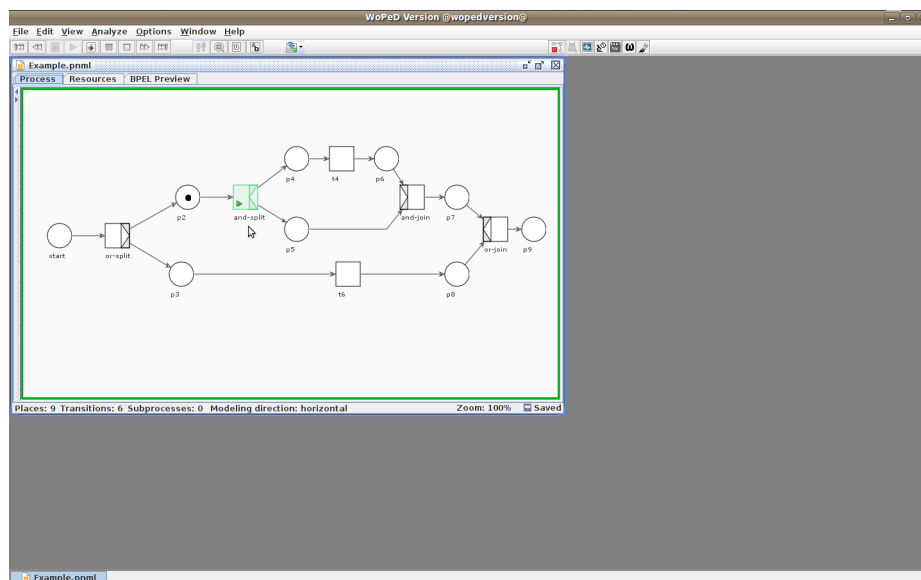 WoPeD Version @wopedversion@
File Edit View Analyze Options Window Help
Example.pnml
Process Resources BPEL Preview
p4 t4 p6
p2 and-split and-join p7
start or-split p5 or-join p9
p3 t6 p8
Places: 9 Transitions: 6 Subprocesses: 0 Modeling direction: horizontal Zoom: 100% Saved
Example.pnml